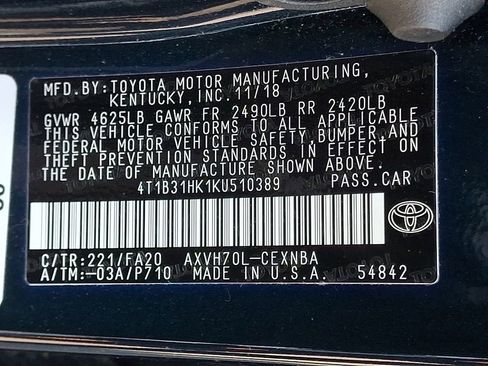 MFD.BY:TOYOTA MOTOR MANUFACTURING,
KENTUCKY, INC.11/18
GVWR 4625LB GAWR FR 2490LB RR 2420LB
THIS VEHICLE CONFORMS TO ALL APPLICABLE
FEDERAL MOTOR VEHICLE SAFETY, BUMPER AND
THEFT PREVENTION STANDARDS IN EFFECT ON
THE DATE OF MANUFACTURE SHOWN ABOVE.
4T1B31HK1KU510389 PASS.CAR
C/TR:221/FA20 AXVH70L-CEXNBA
A/TM:-03A/P710 MADE IN U.S.A. 54842
TOYOTA